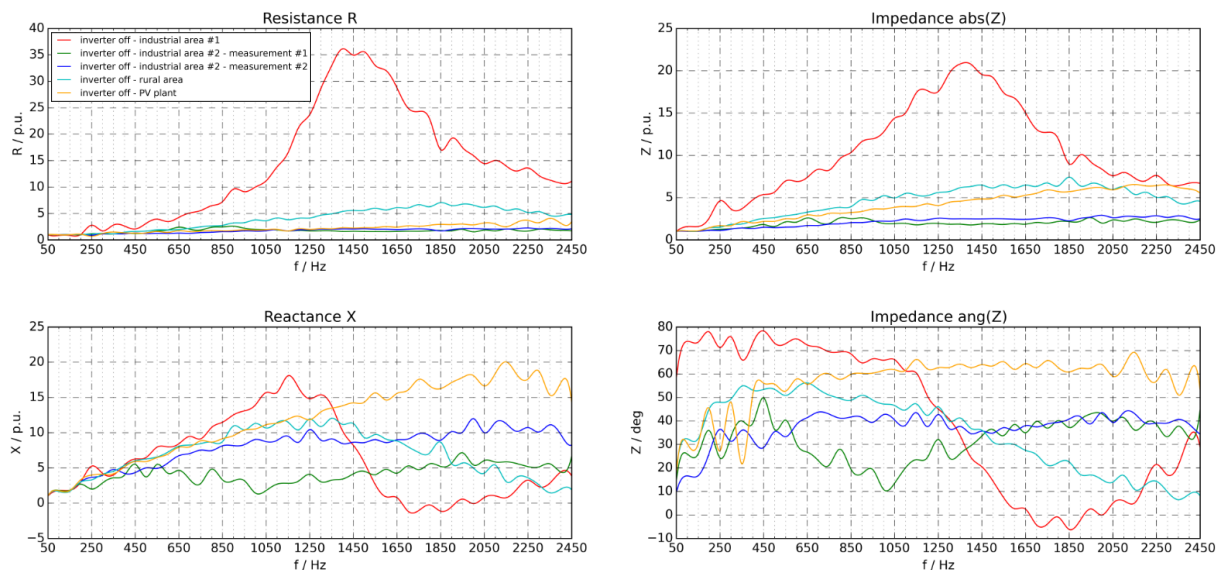 Resistance R
40
35
30
25
20
15
10
5
0
R / p.u.
inverter off - industrial area #1
inverter off - industrial area #2 - measurement #1
inverter off - industrial area #2 - measurement #2
inverter off - rural area
inverter off - PV plant
50 250 450 650 850 1050 1250 1450 1650 1850 2050 2250 2450
f / Hz
Impedance abs(Z)
25
20
15
10
5
0
Z / p.u.
50 250 450 650 850 1050 1250 1450 1650 1850 2050 2250 2450
f / Hz
Reactance X
25
20
15
10
5
0
−5
X / p.u.
50 250 450 650 850 1050 1250 1450 1650 1850 2050 2250 2450
f / Hz
Impedance ang(Z)
80
70
60
50
40
30
20
10
0
−10
Z / deg
50 250 450 650 850 1050 1250 1450 1650 1850 2050 2250 2450
f / Hz